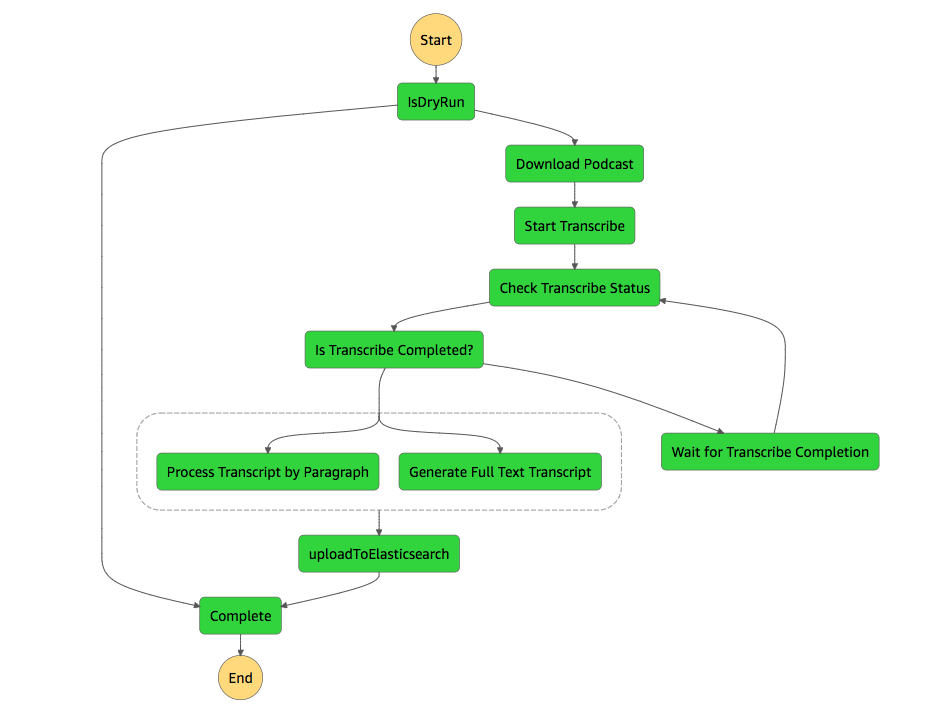 Start
IsDryRun
Download Podcast
Start Transcribe
Check Transcribe Status
Is Transcribe Completed?
Wait for Transcribe Completion
Process Transcript by Paragraph
Generate Full Text Transcript
uploadToElasticsearch
Complete
End